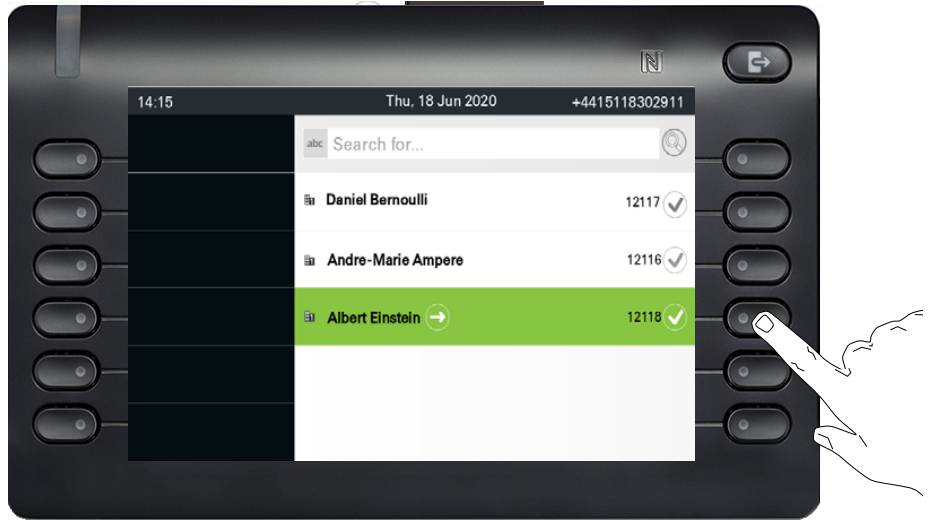 14:15 Thu, 18 Jun 2020 +4415118302911
abc Search for...
Daniel Bernoulli 12117
Andre-Marie Ampere 12116
Albert Einstein 12118